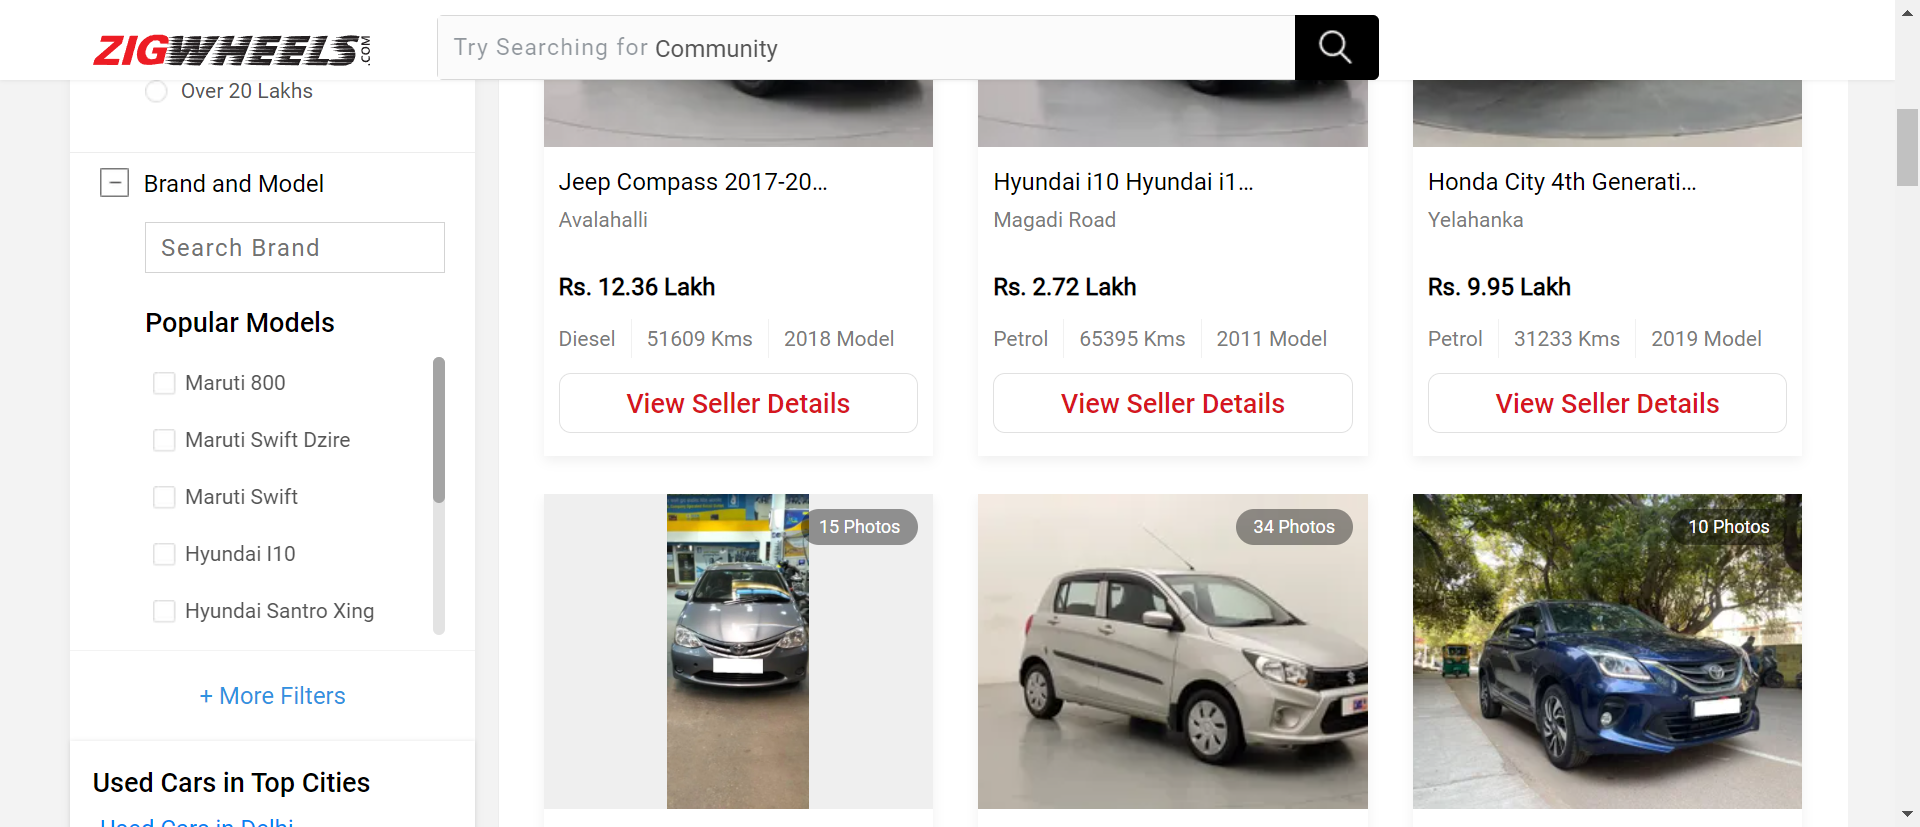 ZIGWHEELS.COM
Try Searching for Community
Over 20 Lakhs
Brand and Model
Search Brand
Popular Models
Maruti 800
Maruti Swift Dzire
Maruti Swift
Hyundai I10
Hyundai Santro Xing
+ More Filters
Used Cars in Top Cities
Used Cars in Delhi
Jeep Compass 2017-20...
Avalahalli
Rs. 12.36 Lakh
Diesel 51609 Kms 2018 Model
View Seller Details
Hyundai i10 Hyundai i1...
Magadi Road
Rs. 2.72 Lakh
Petrol 65395 Kms 2011 Model
View Seller Details
Honda City 4th Generati...
Yelahanka
Rs. 9.95 Lakh
Petrol 31233 Kms 2019 Model
View Seller Details
15 Photos
34 Photos
10 Photos